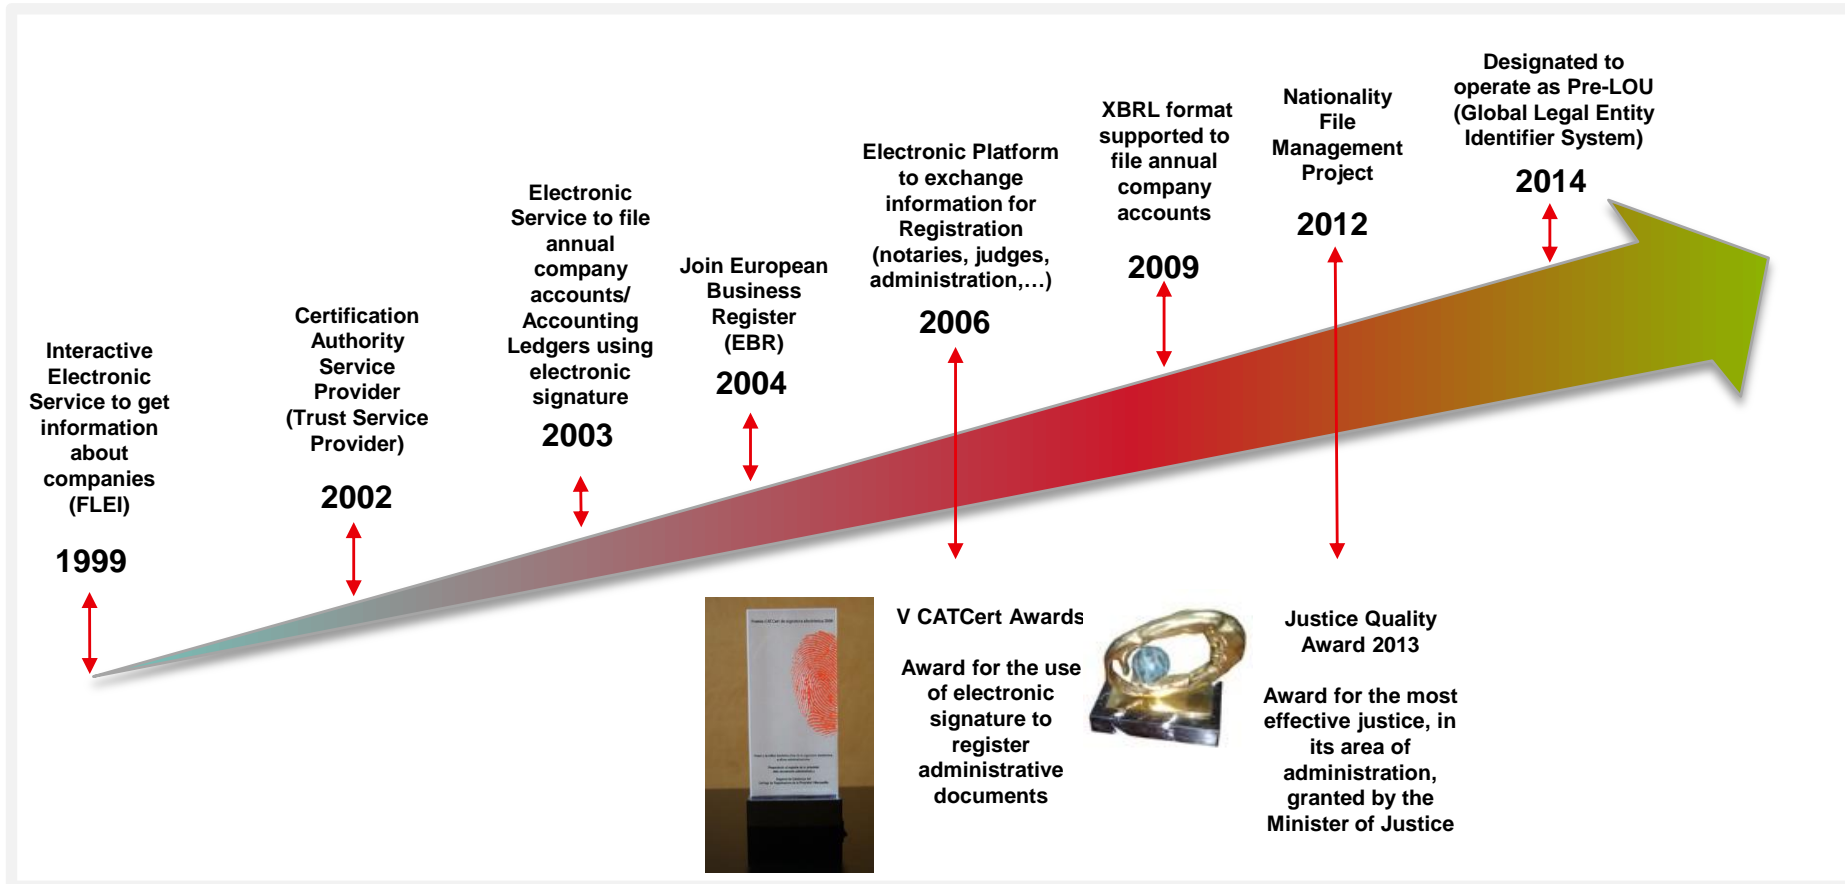 Interactive
Electronic
Service to get
information
about
companies
(FLEI)
1999
Certification
Authority
Service
Provider
(Trust Service
Provider)
2002
Electronic
Service to file
annual
company
accounts/
Accounting
Ledgers using
electronic
signature
2003
Join European
Business
Register
(EBR)
2004
Electronic Platform
to exchange
information for
Registration
(notaries, judges,
administration,…)
2006
XBRL format
supported to
file annual
company
accounts
2009
Nationality
File
Management
Project
2012
Designated to
operate as Pre-LOU
(Global Legal Entity
Identifier System)
2014
V CATCert Awards
Award for the use
of electronic
signature to
register
administrative
documents
Justice Quality
Award 2013
Award for the most
effective justice, in
its area of
administration,
granted by the
Minister of Justice